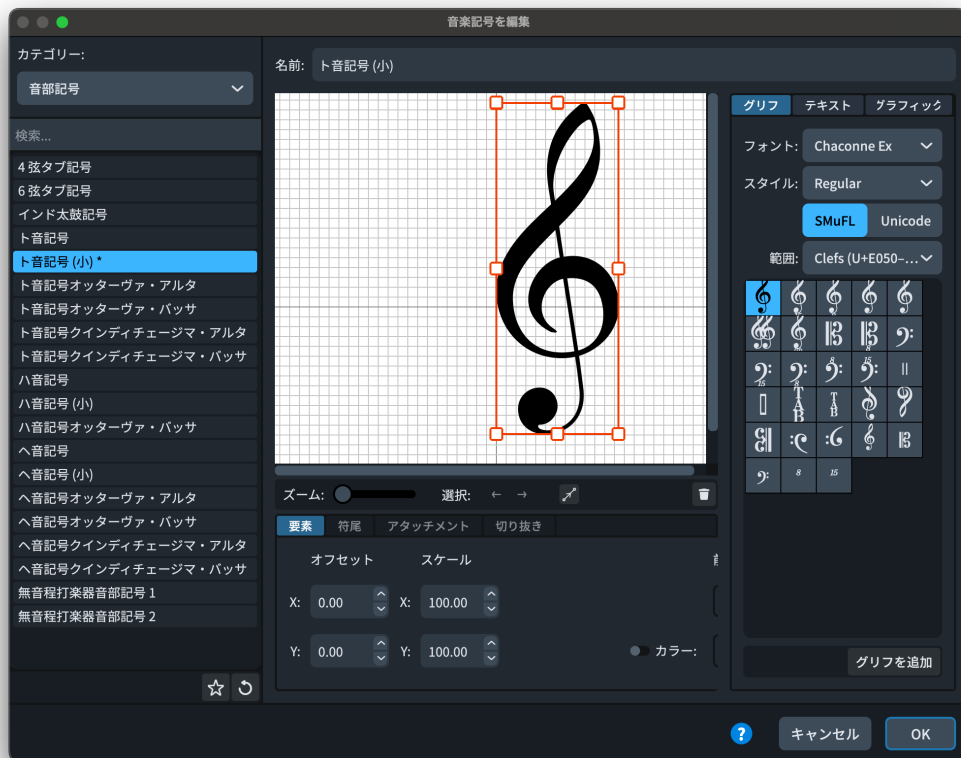 音楽記号を編集
カテゴリー:
音部記号
検索...
4 弦タブ記号
6 弦タブ記号
インド太鼓記号
ト音記号
ト音記号 (小) *
ト音記号オッターヴァ・アルタ
ト音記号オッターヴァ・バッサ
ト音記号クインディチェージマ・アルタ
ト音記号クインディチェージマ・バッサ
ハ音記号
ハ音記号 (小)
ハ音記号オッターヴァ・バッサ
ヘ音記号
ヘ音記号 (小)
ヘ音記号オッターヴァ・アルタ
ヘ音記号オッターヴァ・バッサ
ヘ音記号クインディチェージマ・アルタ
ヘ音記号クインディチェージマ・バッサ
無音程打楽器音部記号 1
無音程打楽器音部記号 2
名前: ト音記号 (小)
ズーム: 選択: ← →
要素 符尾 アタッチメント 切り抜き
オフセット スケール
X: 0.00 X: 100.00
Y: 0.00 Y: 100.00 カラー:
グリフ テキスト グラフィック
フォント: Chaconne Ex
スタイル: Regular
SMuFL Unicode
範囲: Clefs (U+E050–...
グリフを追加
? キャンセル OK